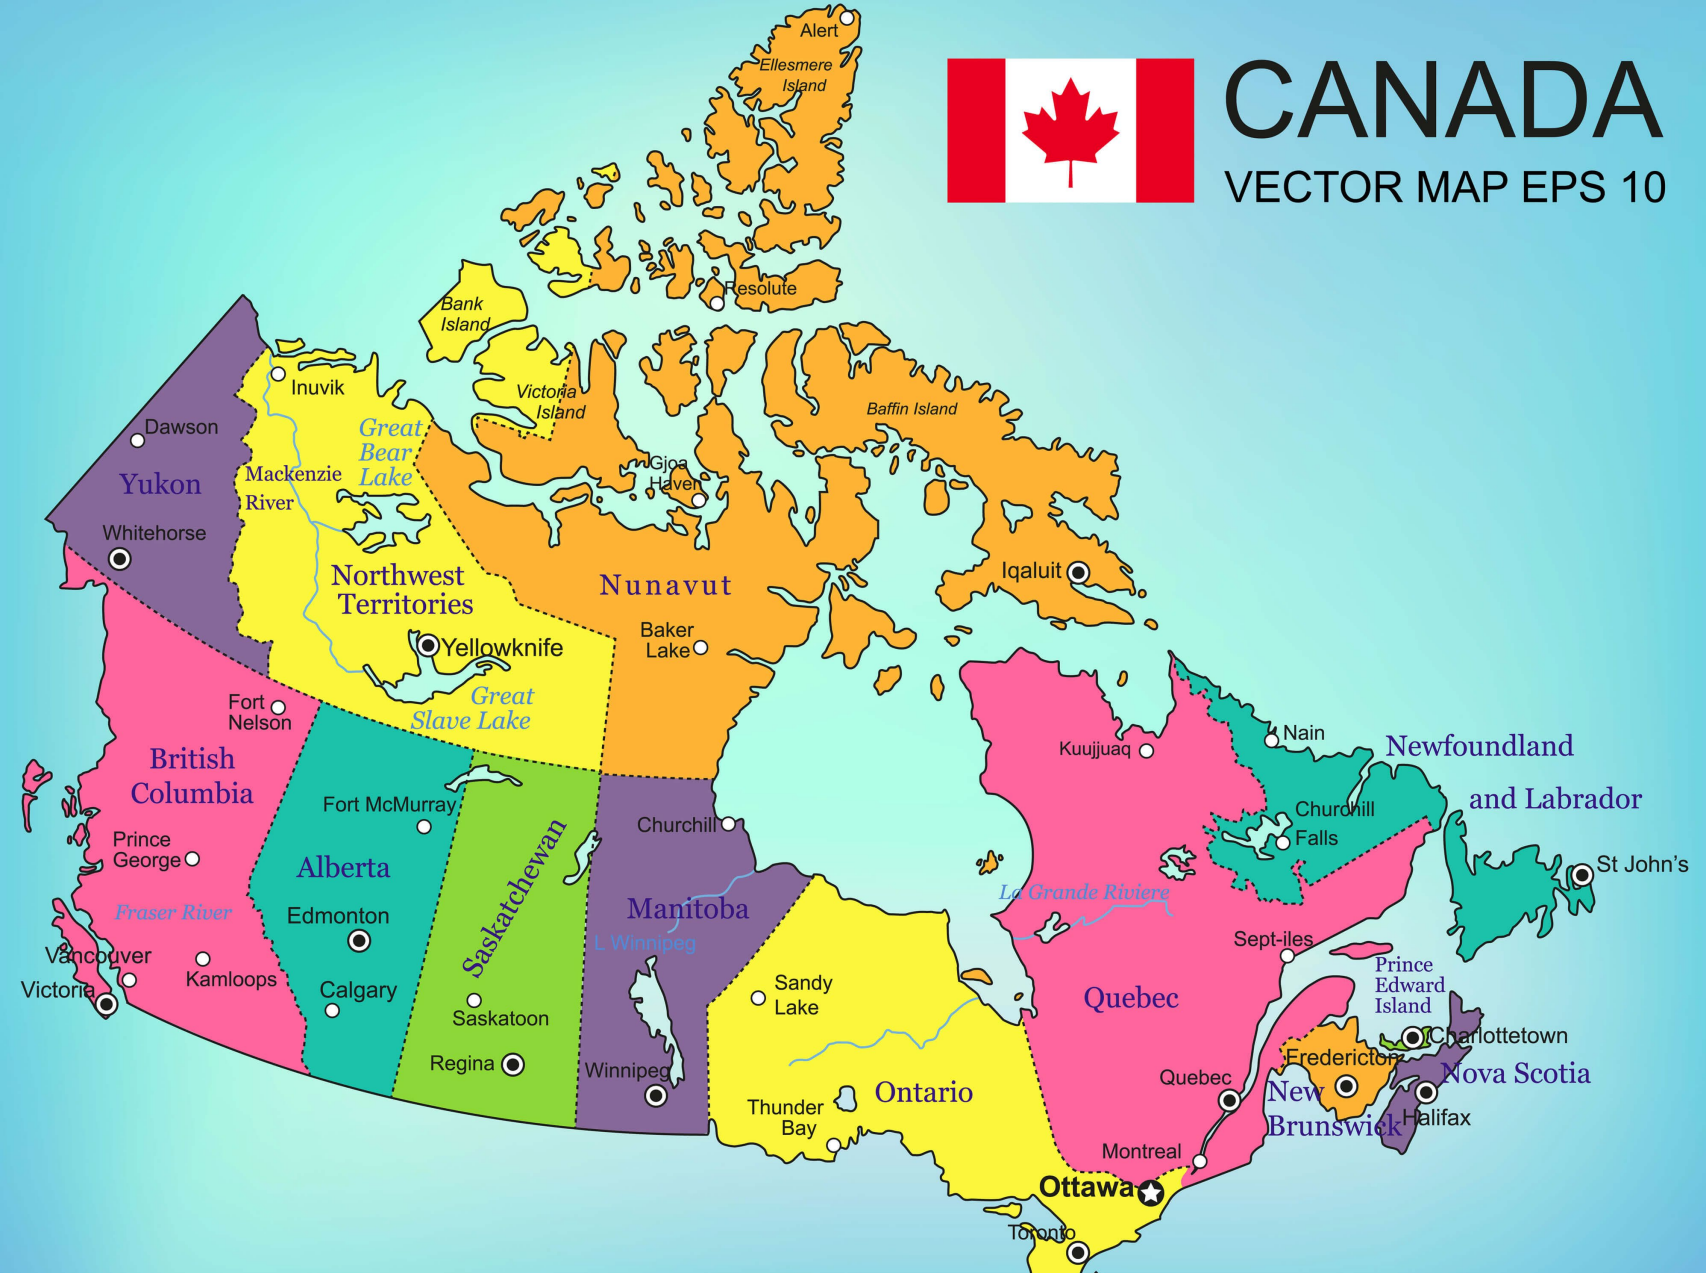 CANADA
VECTOR MAP EPS 10
Alert
Ellesmere
Island
Resolute
Bank
Island
Victoria
Island
Baffin Island
Inuvik
Great
Bear
Lake
Dawson
Yukon
Mackenzie
River
Gjoa
Haven
Whitehorse
Northwest
Territories
Nunavut
Iqaluit
Baker
Lake
Yellowknife
Great
Slave Lake
Fort
Nelson
British
Columbia
Fort McMurray
Prince
George
Alberta
Saskatchewan
Churchill
Kuujjuaq
Nain
Newfoundland
and Labrador
Churchill
Falls
St John's
Fraser River
Edmonton
Manitoba
L Winnipeg
La Grande Riviere
Vancouver
Kamloops
Victoria
Calgary
Saskatoon
Regina
Winnipeg
Sandy
Lake
Ontario
Thunder
Bay
Quebec
Sept-iles
Prince
Edward
Island
Charlottetown
Fredericton
Nova Scotia
New
Brunswick
Halifax
Quebec
Montreal
Ottawa
Toronto